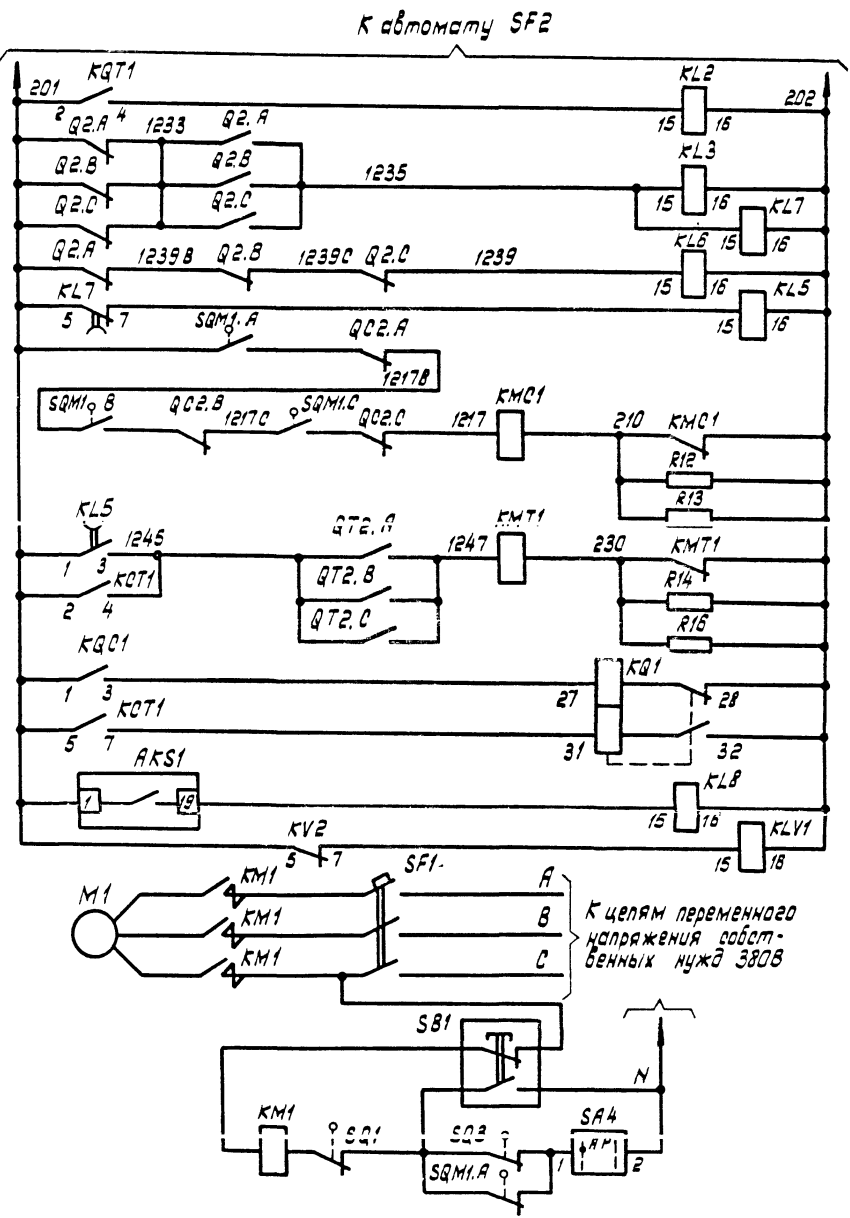 К автомату SF2
KQT1 KL2
201 2 4 15 16 202
Q2.A 1233 Q2.A
Q2.B Q2.B KL3
Q2.C Q2.C 1235 15 16 KL7
Q2.A 1239B Q2.B 1239C Q2.C 1239 KL6 15 16
15 16
KL7 KL5
5 7 15 16
SQM1.A QC2.A
1217B
SQM1 B QC2.B 1217C SQM1.C QC2.C 1217 KMC1 210 KMC1
R12
R13
KL5 1245 QT2.A 1247 KMT1 230 KMT1
1 3
KCT1 QT2.B R14
2 4
QT2.C R16
KQC1 KQ1
1 3 27 28
KCT1
5 7 31 32
AKS1
1 19 KL8
15 16
KV2 KLV1
5 7 15 18
M1 KM1 SF1 A
KM1 B
KM1 C
К цепям переменного
напряжения собст-
венных нужд 380В
SB1
N
KM1 SQ1 SQ3 SA4
A P
SQM1.A 1 2